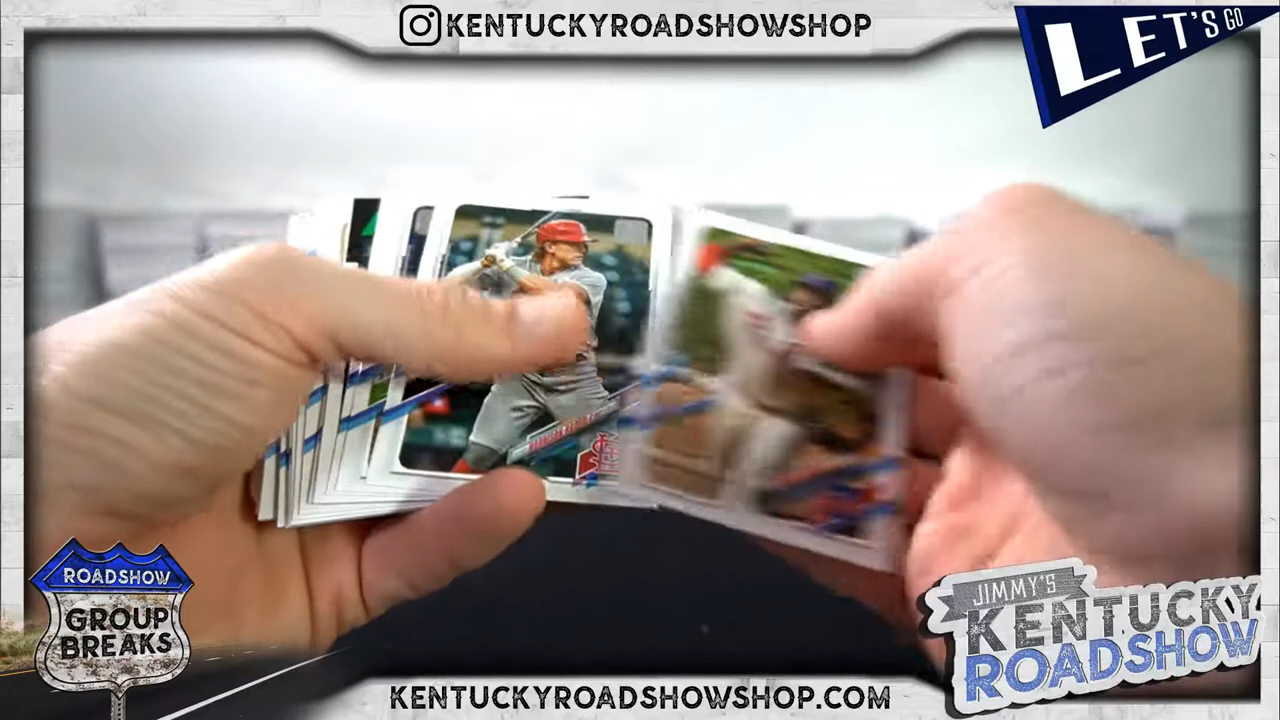 KENTUCKYROADSHOWSHOP
LET'S GO
ROADSHOW
GROUP
BREAKS
JIMMY'S
KENTUCKY
ROADSHOW
KENTUCKYROADSHOWSHOP.COM